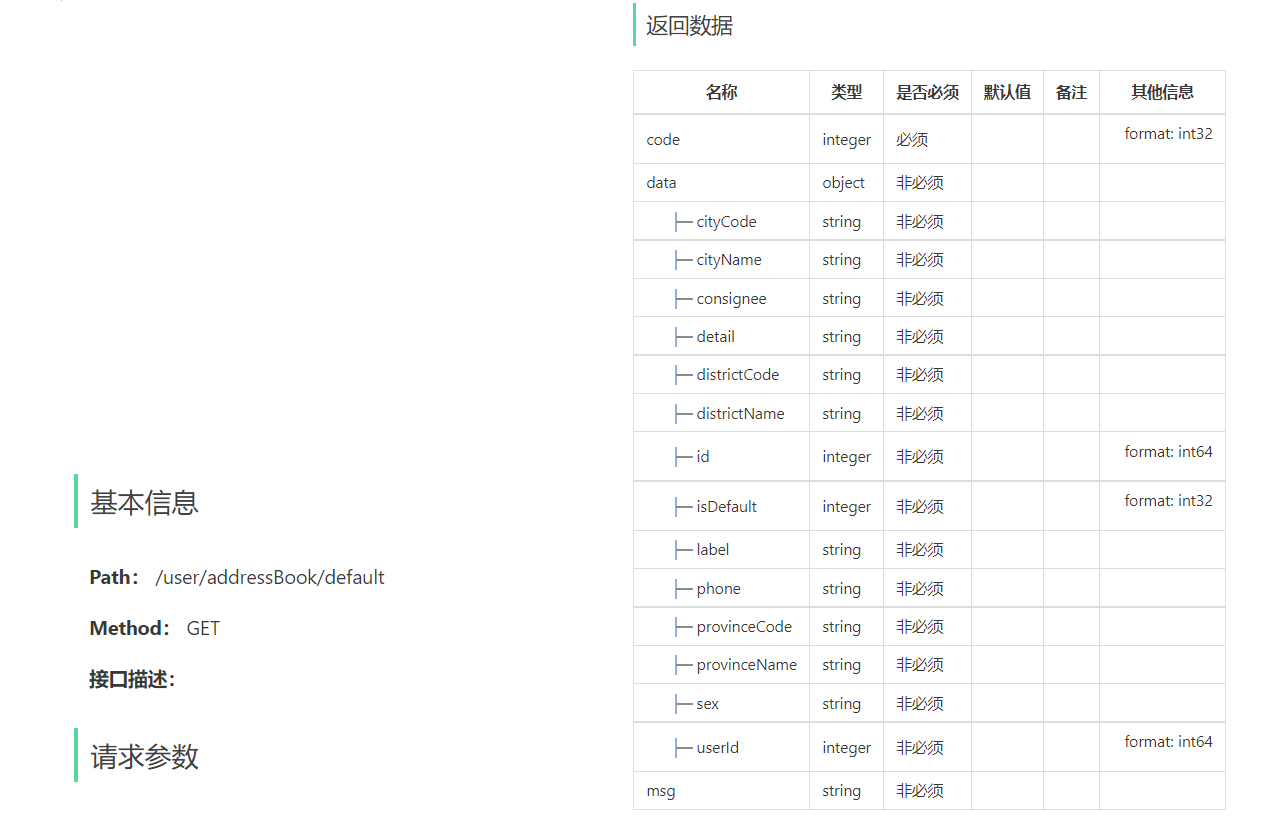 基本信息
Path： /user/addressBook/default
Method： GET
接口描述：
请求参数
返回数据
名称 类型 是否必须 默认值 备注 其他信息
code integer 必须 format: int32
data object 非必须
├─ cityCode string 非必须
├─ cityName string 非必须
├─ consignee string 非必须
├─ detail string 非必须
├─ districtCode string 非必须
├─ districtName string 非必须
├─ id integer 非必须 format: int64
├─ isDefault integer 非必须 format: int32
├─ label string 非必须
├─ phone string 非必须
├─ provinceCode string 非必须
├─ provinceName string 非必须
├─ sex string 非必须
├─ userId integer 非必须 format: int64
msg string 非必须